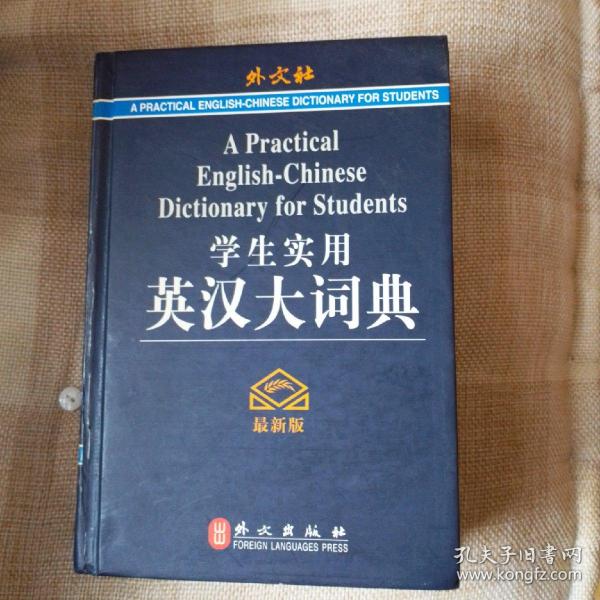 外文社
A PRACTICAL ENGLISH-CHINESE DICTIONARY FOR STUDENTS
A Practical
English-Chinese
Dictionary for Students
学生实用
英汉大词典
最新版
外文出版社
FOREIGN LANGUAGES PRESS
孔夫子旧书网
www.kongfz.com